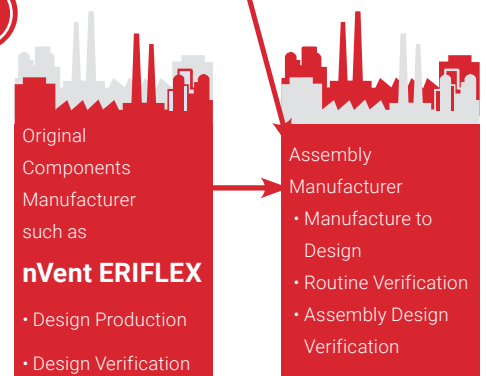 Original
Components
Manufacturer
such as
nVent ERIFLEX
• Design Production
• Design Verification
Assembly
Manufacturer
• Manufacture to
Design
• Routine Verification
• Assembly Design
Verification